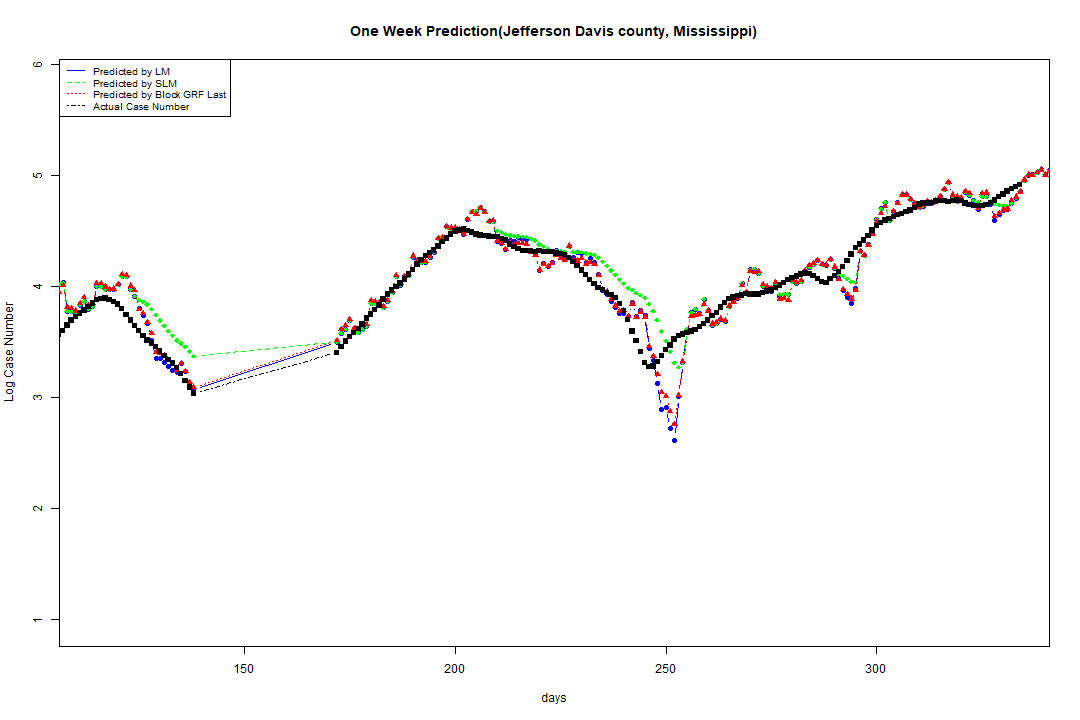 One Week Prediction(Jefferson Davis county, Mississippi)
Predicted by LM
Predicted by SLM
Predicted by Block GRF Last
Actual Case Number
6
5
4
3
2
1
Log Case Number
150
200
250
300
days